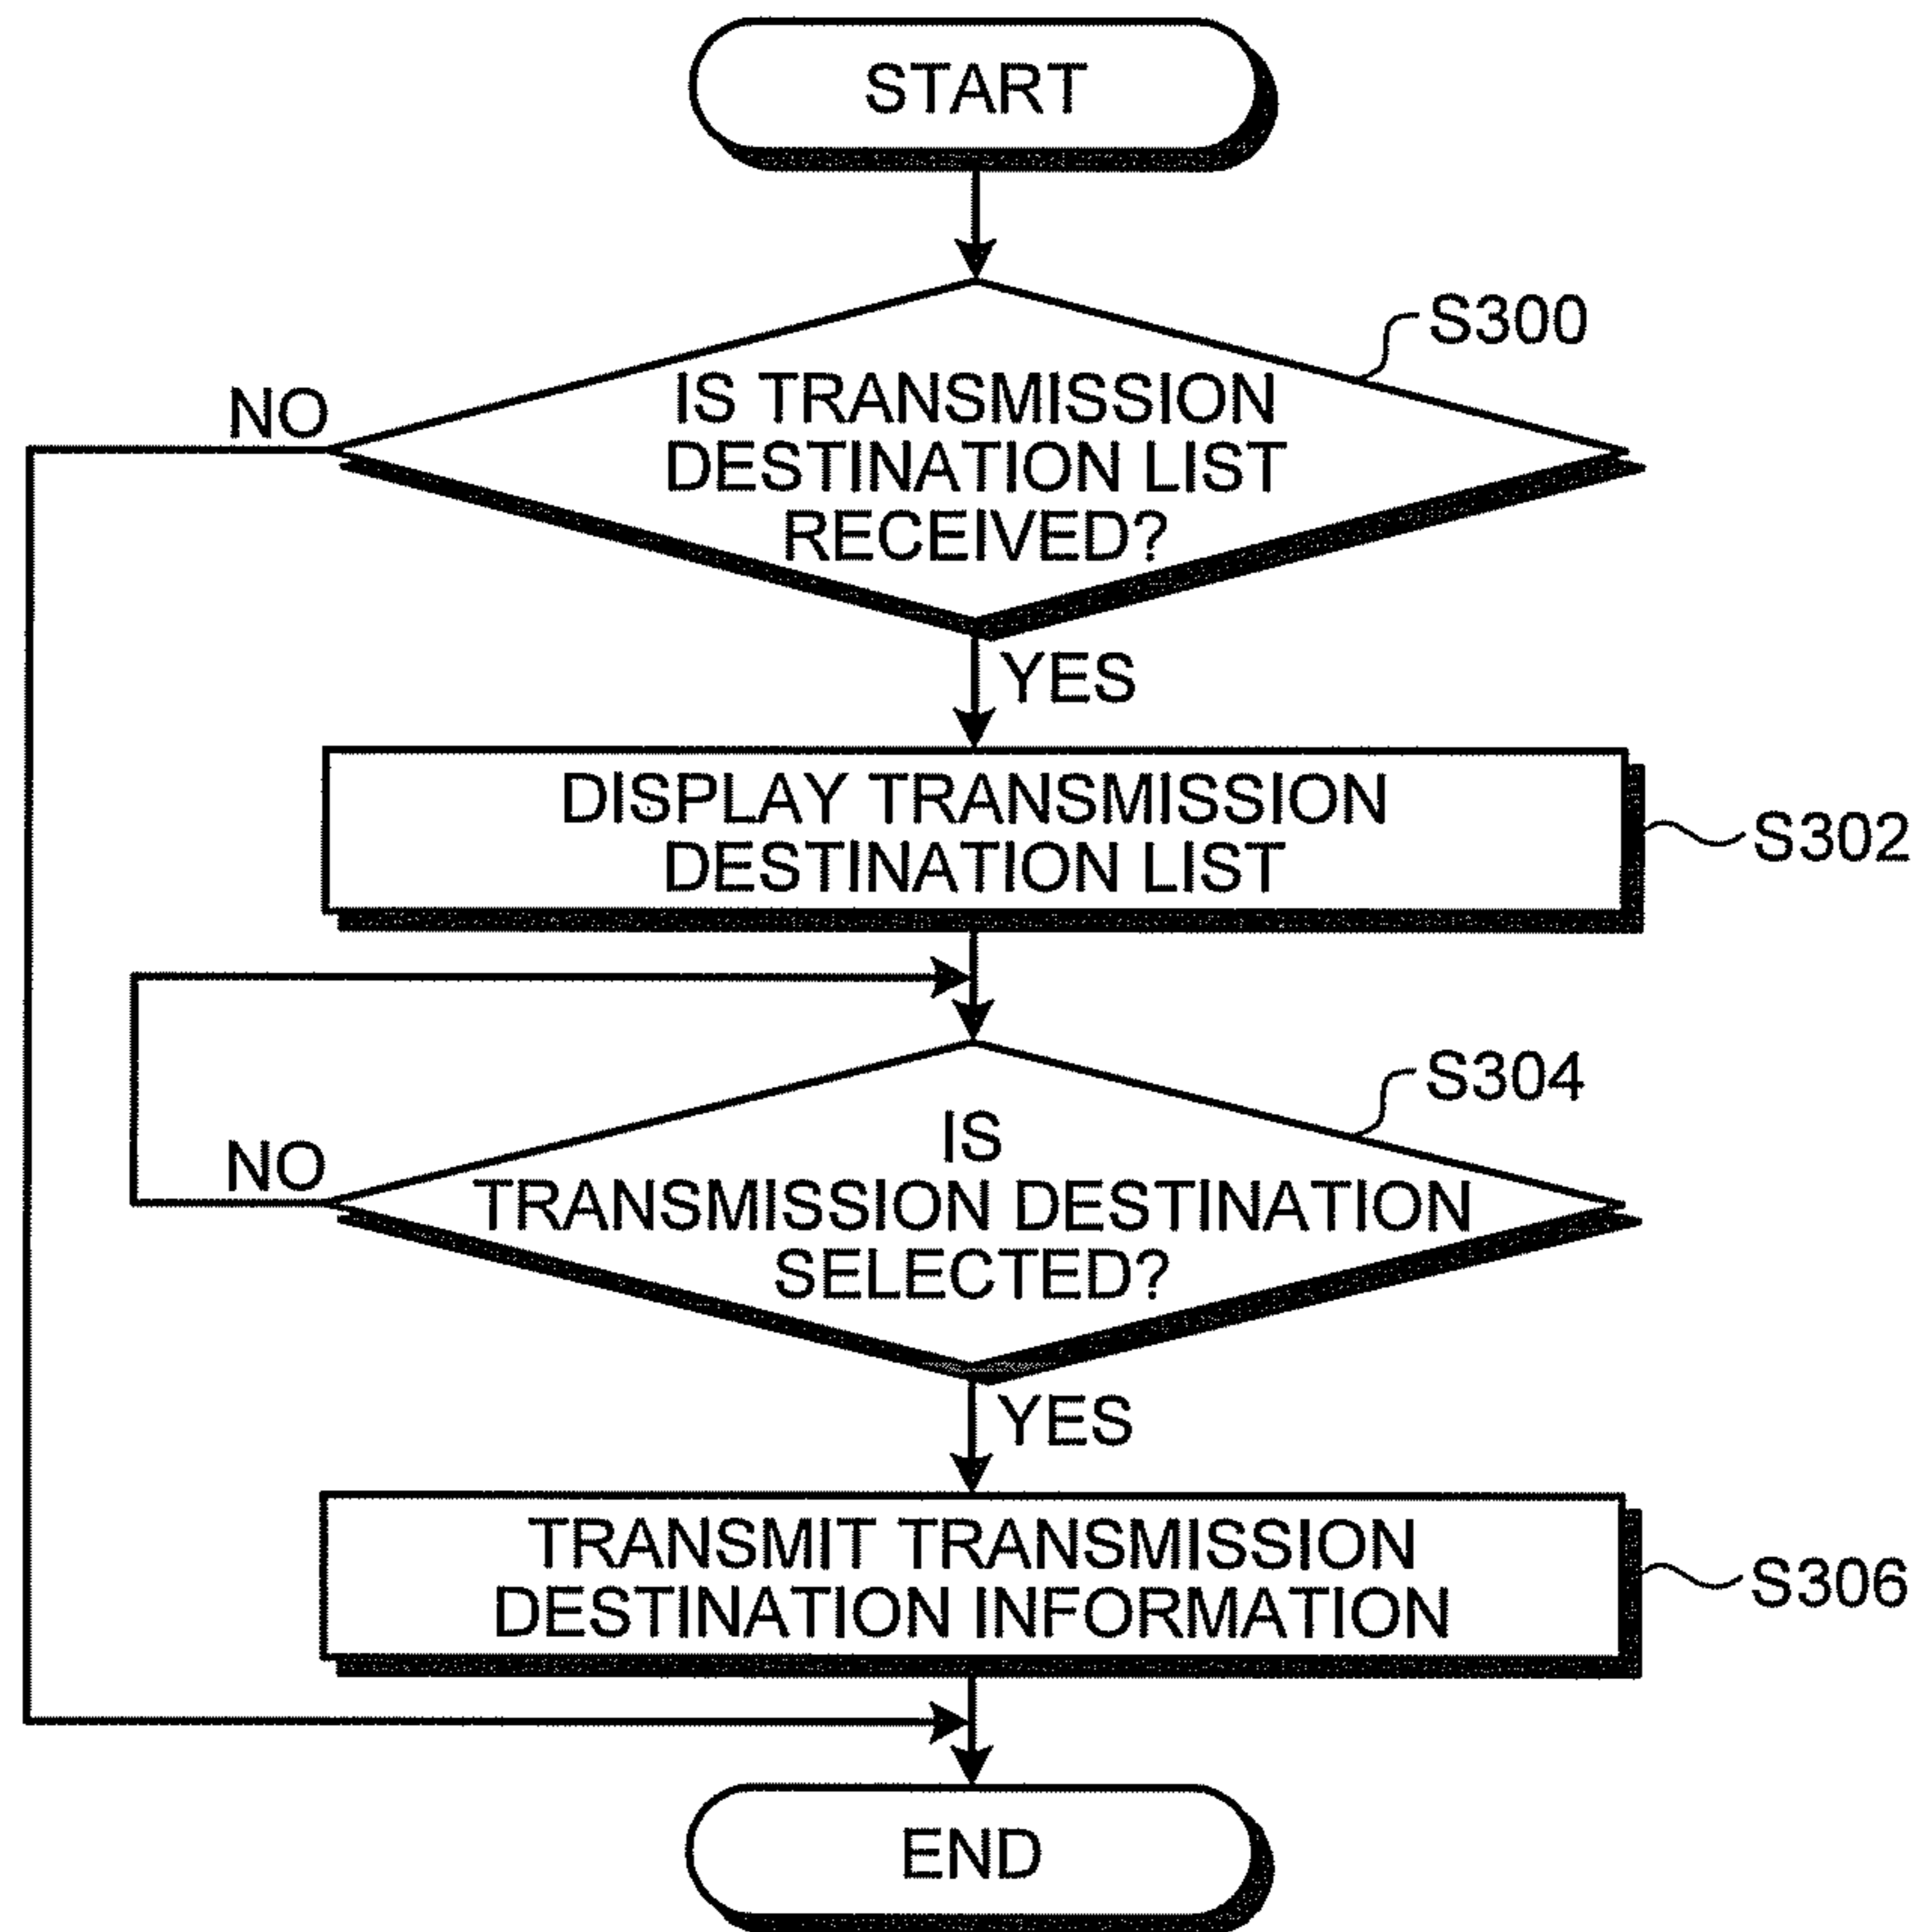 START
S300
NO
IS TRANSMISSION
DESTINATION LIST
RECEIVED?
YES
DISPLAY TRANSMISSION
DESTINATION LIST
S302
S304
IS
NO
TRANSMISSION DESTINATION
SELECTED?
YES
TRANSMIT TRANSMISSION
DESTINATION INFORMATION
S306
END